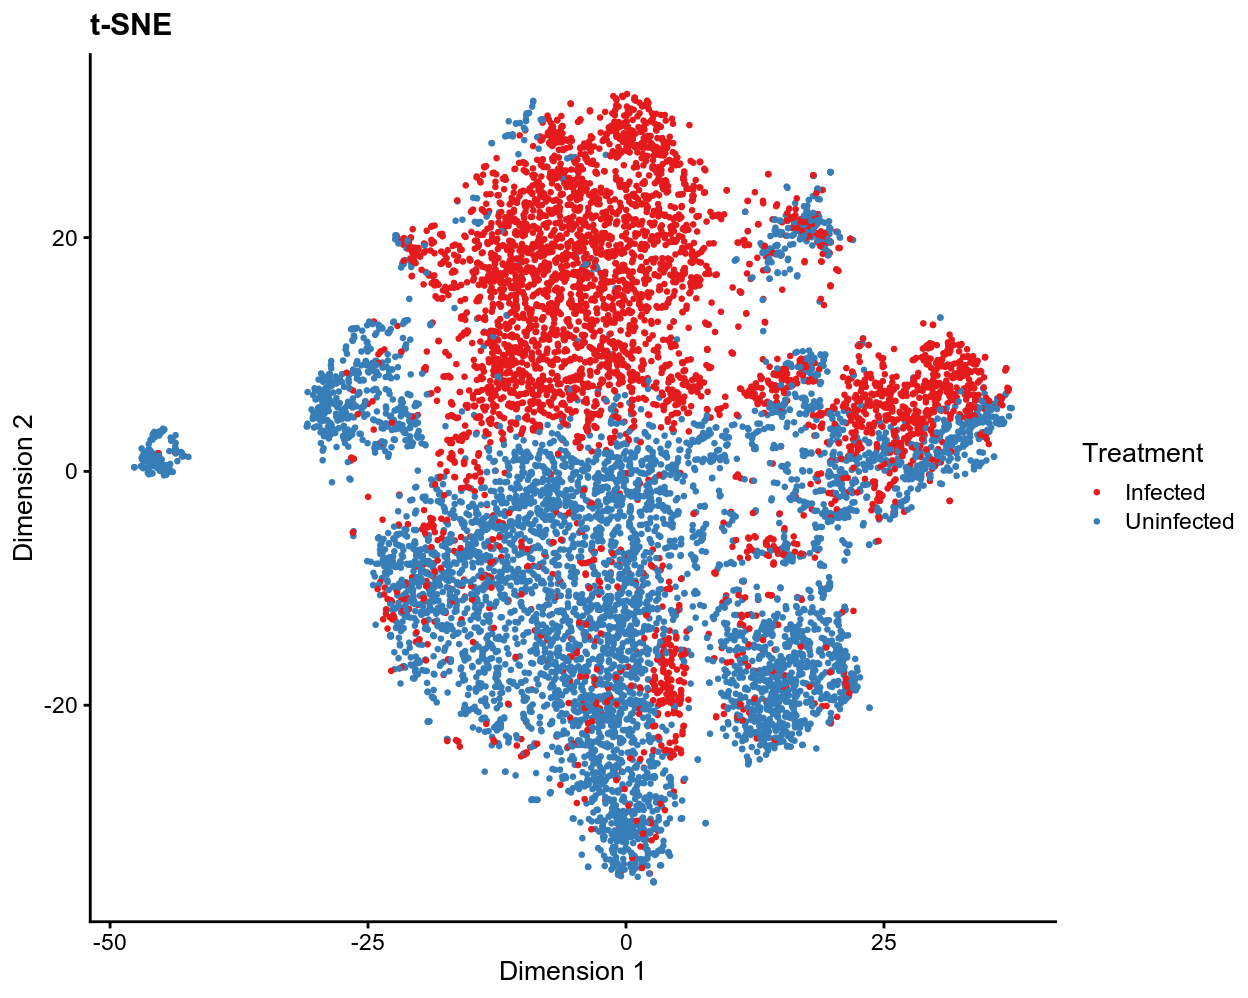 t-SNE
Dimension 2
20
0
-20
-50
-25
0
25
Dimension 1
Treatment
Infected
Uninfected